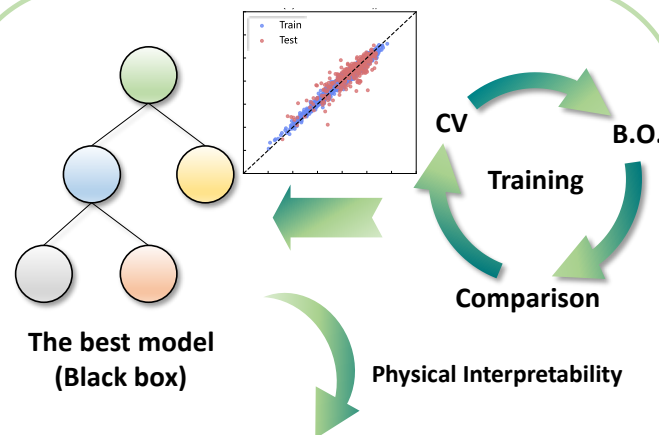 Train
Test
CV
B.O.
Training
Comparison
The best model
(Black box)
Physical Interpretability